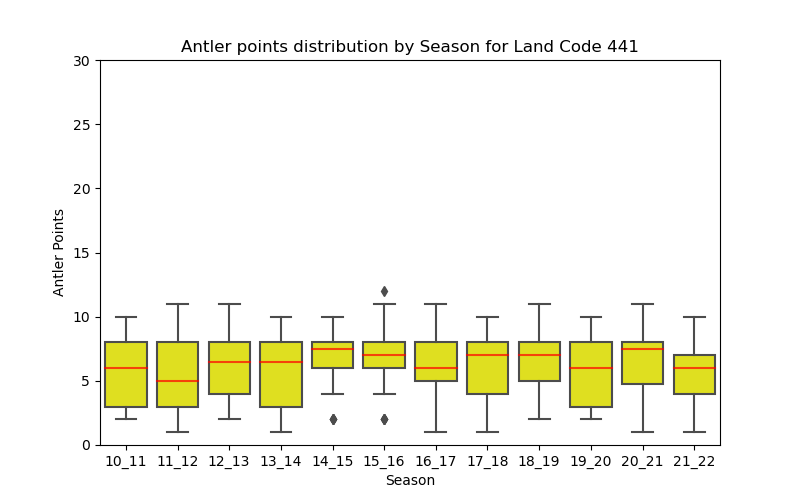 Antler points distribution by Season for Land Code 441
30
25
20
15
10
5
0
Antler Points
10_11 11_12 12_13 13_14 14_15 15_16 16_17 17_18 18_19 19_20 20_21 21_22
Season